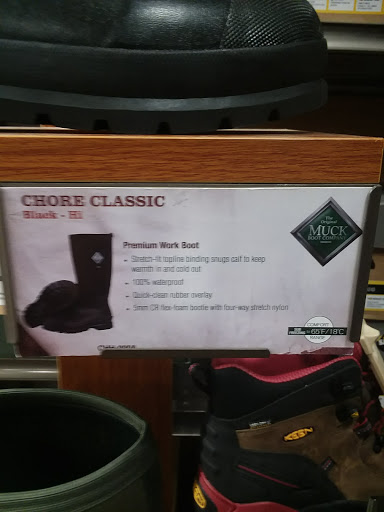 CHORE CLASSIC
Black - Hi
The Original
MUCK
BOOT COMPANY
Premium Work Boot
- Stretch-fit topline binding snugs calf to keep
warmth in and cold out
- 100% waterproof
- Quick-clean rubber overlay
- 5mm CR flex-foam bootie with four-way stretch nylon
COMFORT
65°F/18°C
RANGE
KEEN